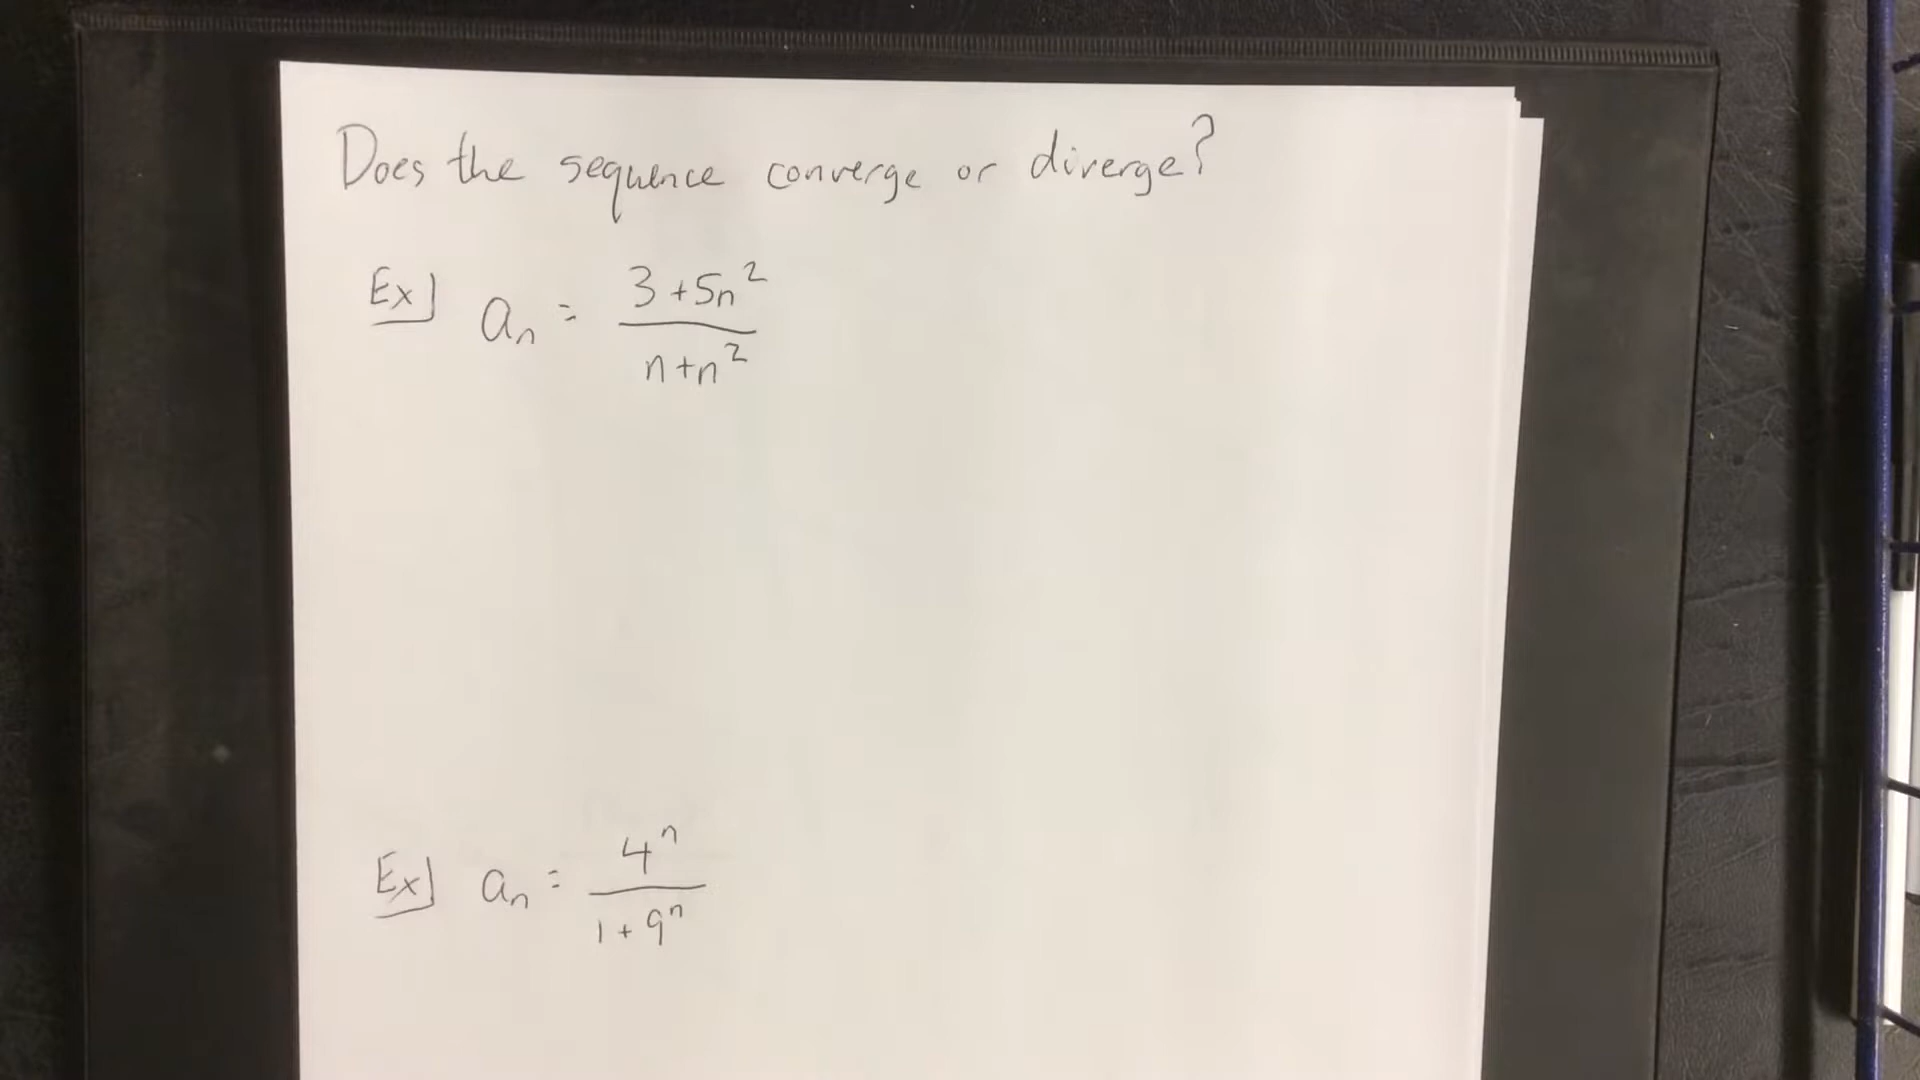 Does the sequence converge or diverge?
Ex] aₙ = (3+5n²)/(n+n²)
Ex] aₙ = 4ⁿ/(1+9ⁿ)